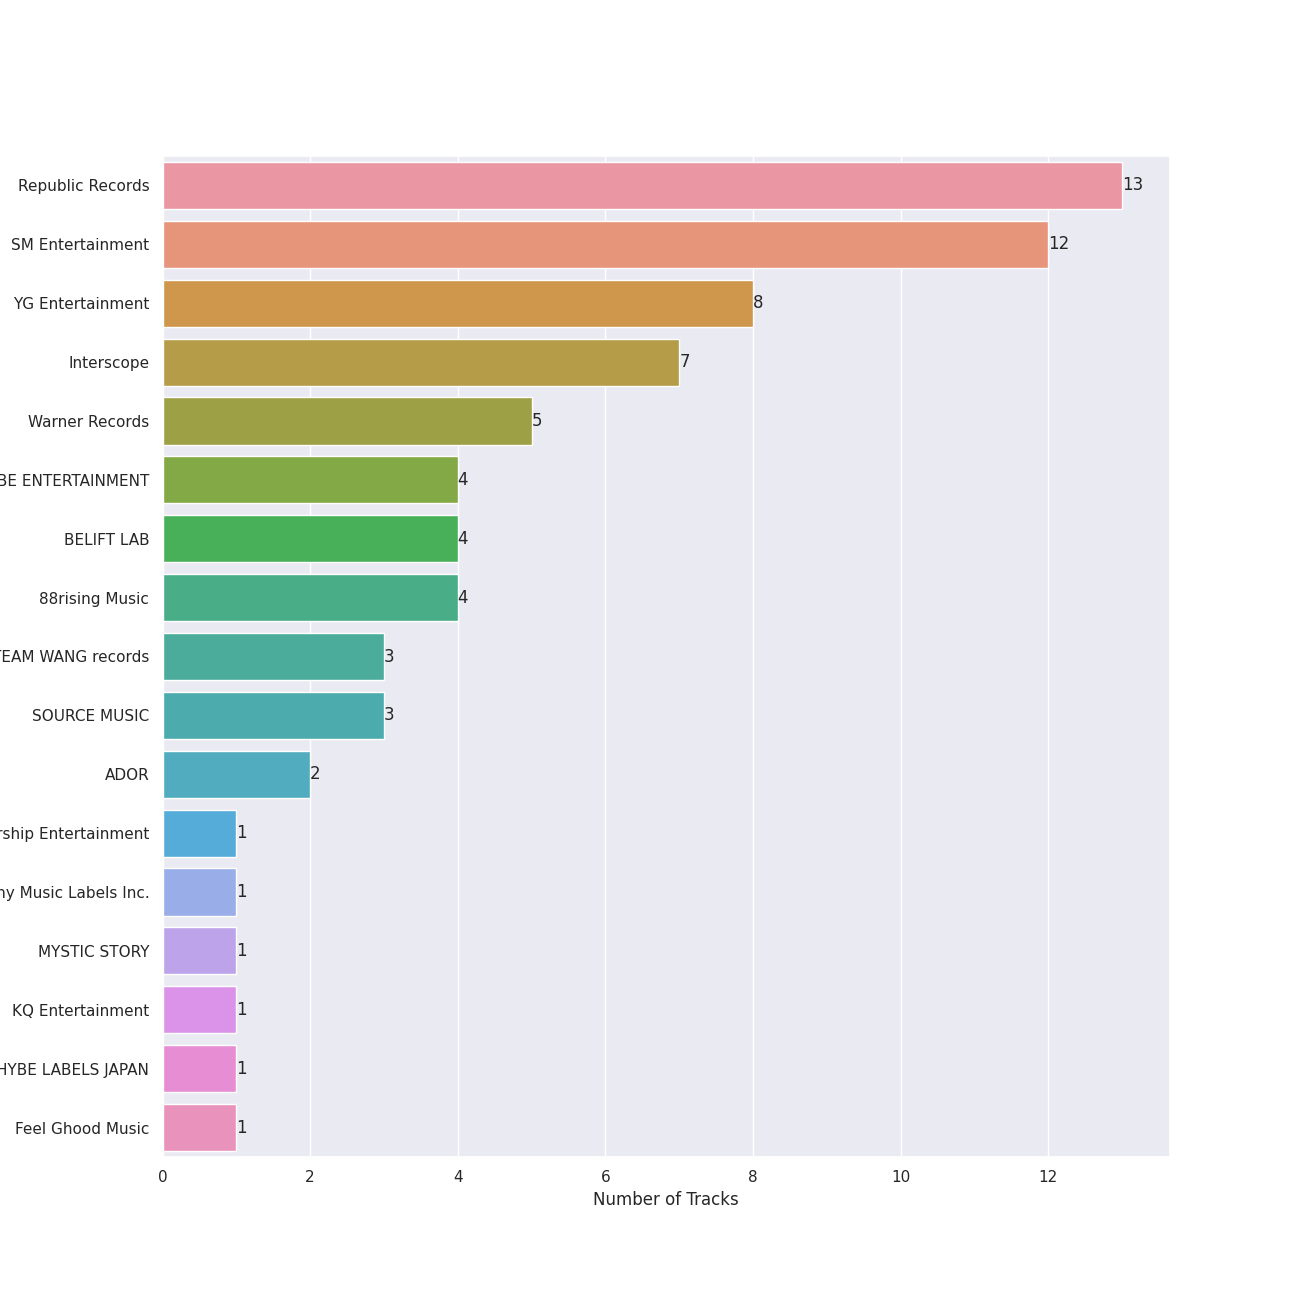 Republic Records 13
SM Entertainment 12
YG Entertainment 8
Interscope 7
Warner Records 5
BE ENTERTAINMENT 4
BELIFT LAB 4
88rising Music 4
TEAM WANG records 3
SOURCE MUSIC 3
ADOR 2
rship Entertainment 1
ny Music Labels Inc. 1
MYSTIC STORY 1
KQ Entertainment 1
HYBE LABELS JAPAN 1
Feel Ghood Music 1
0 2 4 6 8 10 12
Number of Tracks